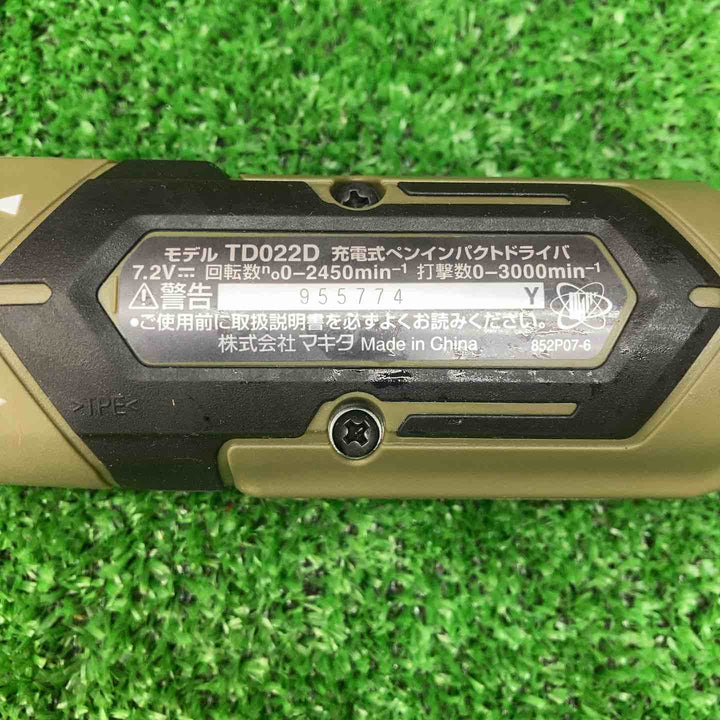 モデル TD022D 充電式ペンインパクトドライバ
7.2V⎓ 回転数n₀0-2450min⁻¹ 打撃数0-3000min⁻¹
⚠警告 955774 Y
•ご使用前に取扱説明書を必ずよくお読みください。
株式会社 マキタ Made in China 852P07-6
>TPE<